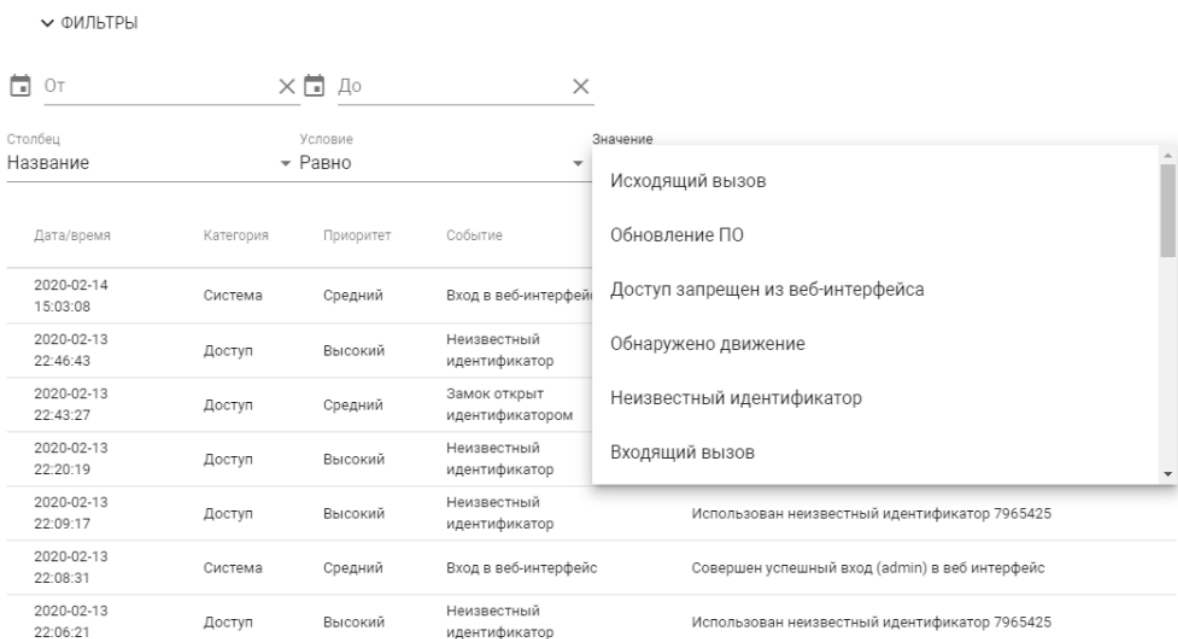 ФИЛЬТРЫ
От До
Столбец Условие Значение
Название Равно
Исходящий вызов
Обновление ПО
Доступ запрещен из веб-интерфейса
Обнаружено движение
Неизвестный идентификатор
Входящий вызов
Дата/время Категория Приоритет Событие
2020-02-14
15:03:08 Система Средний Вход в веб-интерфей
2020-02-13
22:46:43 Доступ Высокий Неизвестный
идентификатор
2020-02-13
22:43:27 Доступ Средний Замок открыт
идентификатором
2020-02-13
22:20:19 Доступ Высокий Неизвестный
идентификатор
2020-02-13
22:09:17 Доступ Высокий Неизвестный
идентификатор Использован неизвестный идентификатор 7965425
2020-02-13
22:08:31 Система Средний Вход в веб-интерфейс Совершен успешный вход (admin) в веб интерфейс
2020-02-13
22:06:21 Доступ Высокий Неизвестный
идентификатор Использован неизвестный идентификатор 7965425